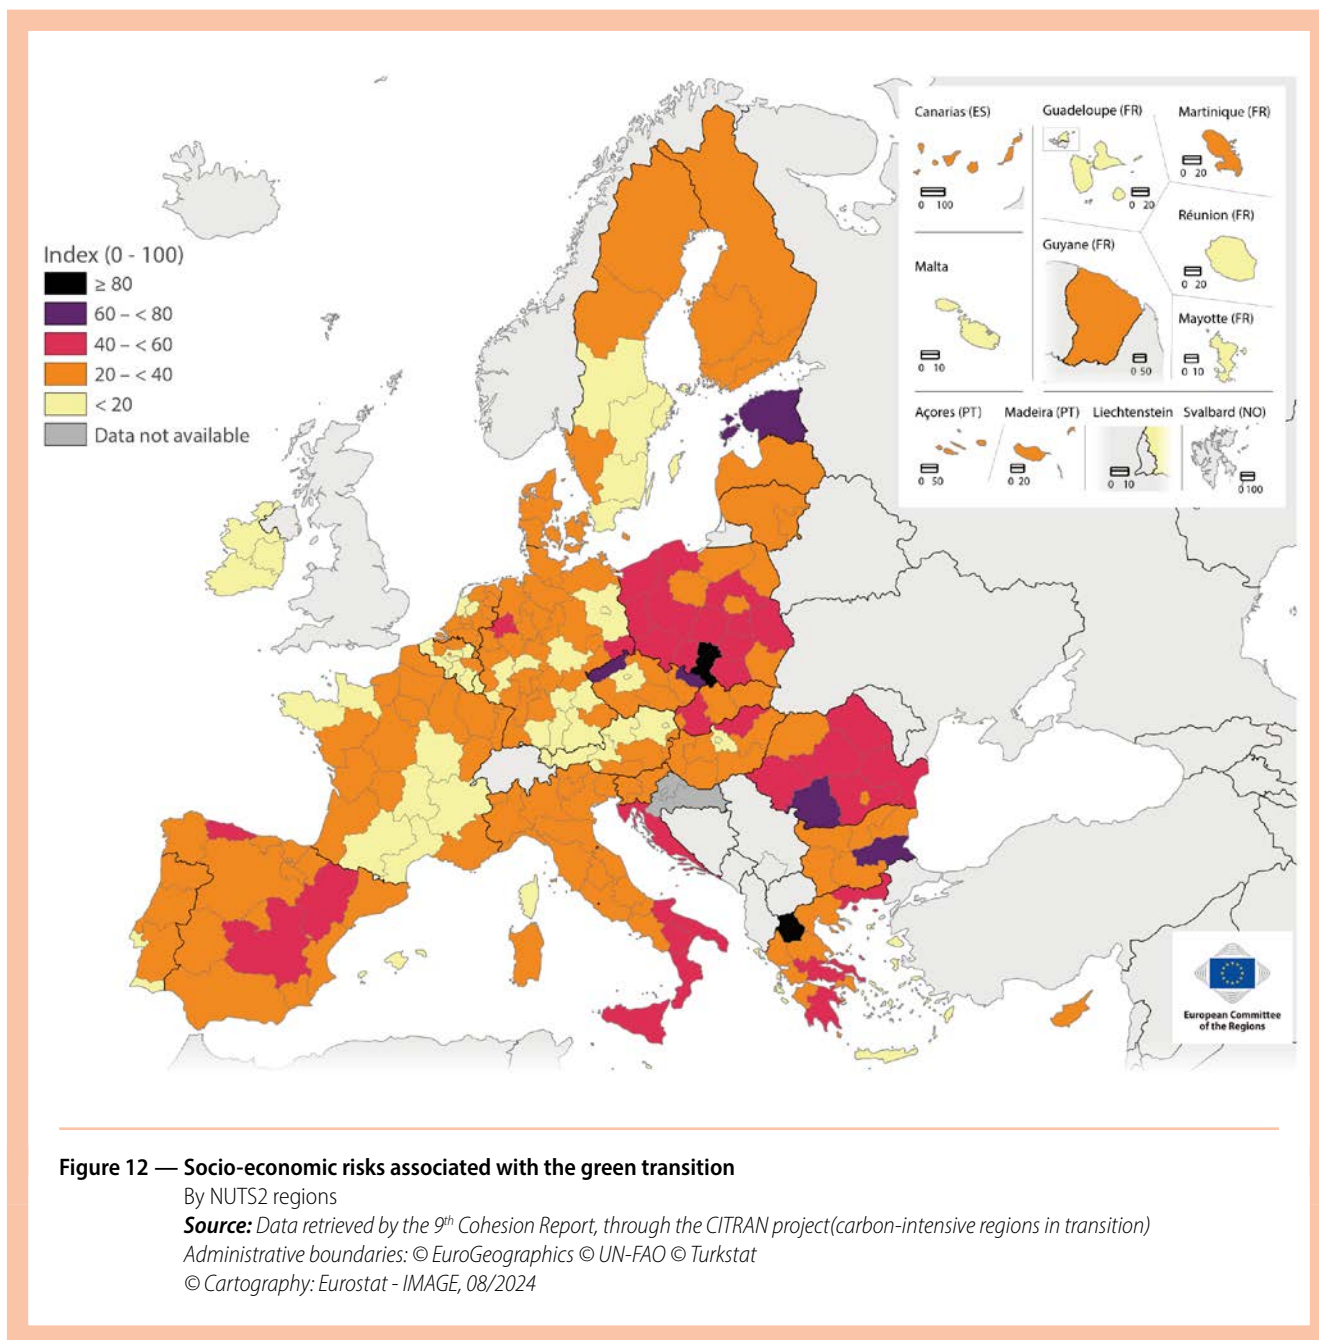 Index (0 - 100)
≥ 80
60 – < 80
40 – < 60
20 – < 40
< 20
Data not available
Canarias (ES)
0 100
Guadeloupe (FR)
0 20
Martinique (FR)
0 20
Réunion (FR)
0 20
Guyane (FR)
0 50
Malta
0 10
Mayotte (FR)
0 10
Açores (PT)
0 50
Madeira (PT)
0 20
Liechtenstein
0 10
Svalbard (NO)
0 100
European Committee
of the Regions
Figure 12 — Socio-economic risks associated with the green transition
By NUTS2 regions
Source: Data retrieved by the 9th Cohesion Report, through the CITRAN project(carbon-intensive regions in transition)
Administrative boundaries: © EuroGeographics © UN-FAO © Turkstat
© Cartography: Eurostat - IMAGE, 08/2024